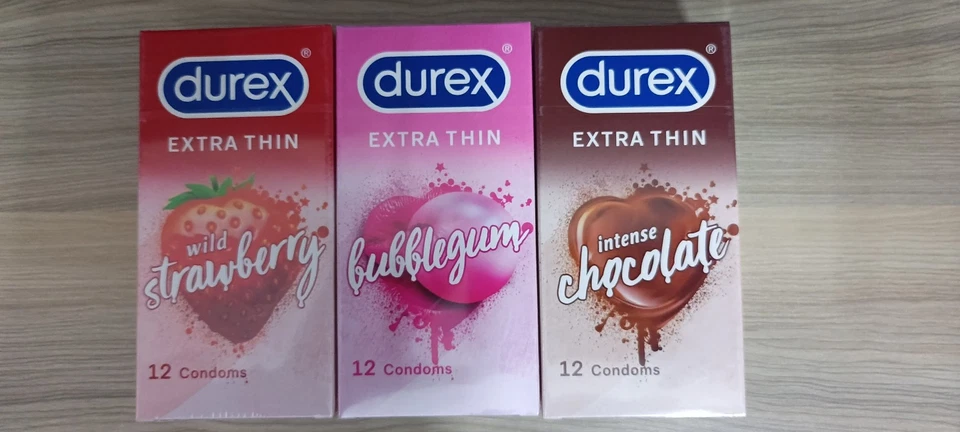 durex®
EXTRA THIN
wild
strawberry
12 Condoms
durex®
EXTRA THIN
bubblegum
12 Condoms
durex®
EXTRA THIN
intense
chocolate
12 Condoms